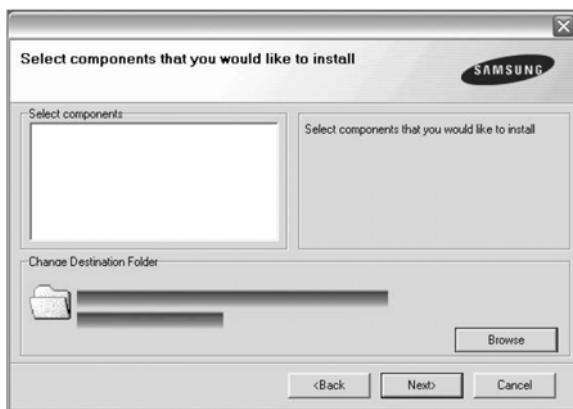 Select components that you would like to install
SAMSUNG
Select components
Select components that you would like to install
Change Destination Folder
Browse
<Back
Next>
Cancel